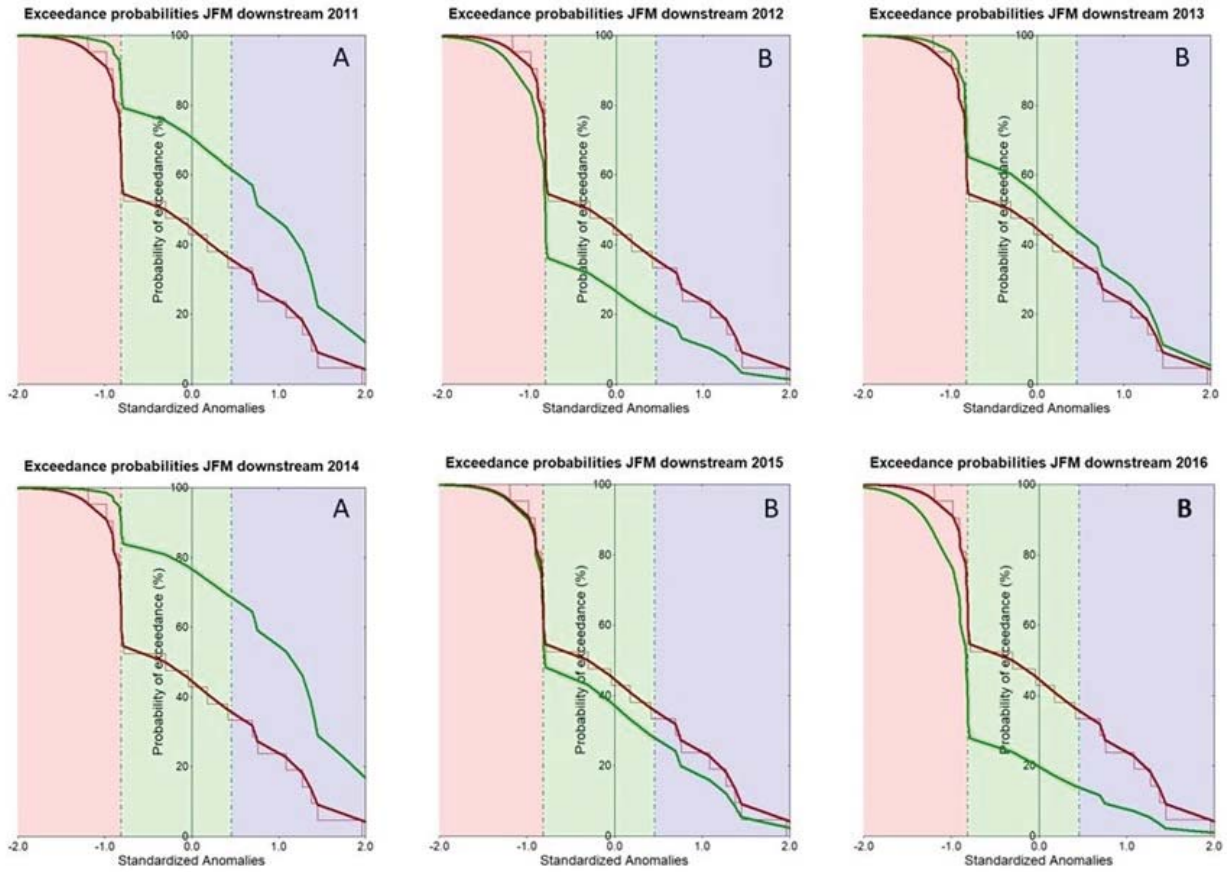 Exceedance probabilities JFM downstream 2011
A
100
80
60
40
20
0
Probability of exceedance (%)
-2.0 -1.0 0.0 1.0 2.0
Standardized Anomalies
Exceedance probabilities JFM downstream 2012
B
100
80
60
40
20
0
Probability of exceedance (%)
-2.0 -1.0 0.0 1.0 2.0
Standardized Anomalies
Exceedance probabilities JFM downstream 2013
B
100
80
60
40
20
0
Probability of exceedance (%)
-2.0 -1.0 0.0 1.0 2.0
Standardized Anomalies
Exceedance probabilities JFM downstream 2014
A
100
80
60
40
20
0
Probability of exceedance (%)
-2.0 -1.0 0.0 1.0 2.0
Standardized Anomalies
Exceedance probabilities JFM downstream 2015
B
100
80
60
40
20
0
Probability of exceedance (%)
-2.0 -1.0 0.0 1.0 2.0
Standardized Anomalies
Exceedance probabilities JFM downstream 2016
B
100
80
60
40
20
0
Probability of exceedance (%)
-2.0 -1.0 0.0 1.0 2.0
Standardized Anomalies